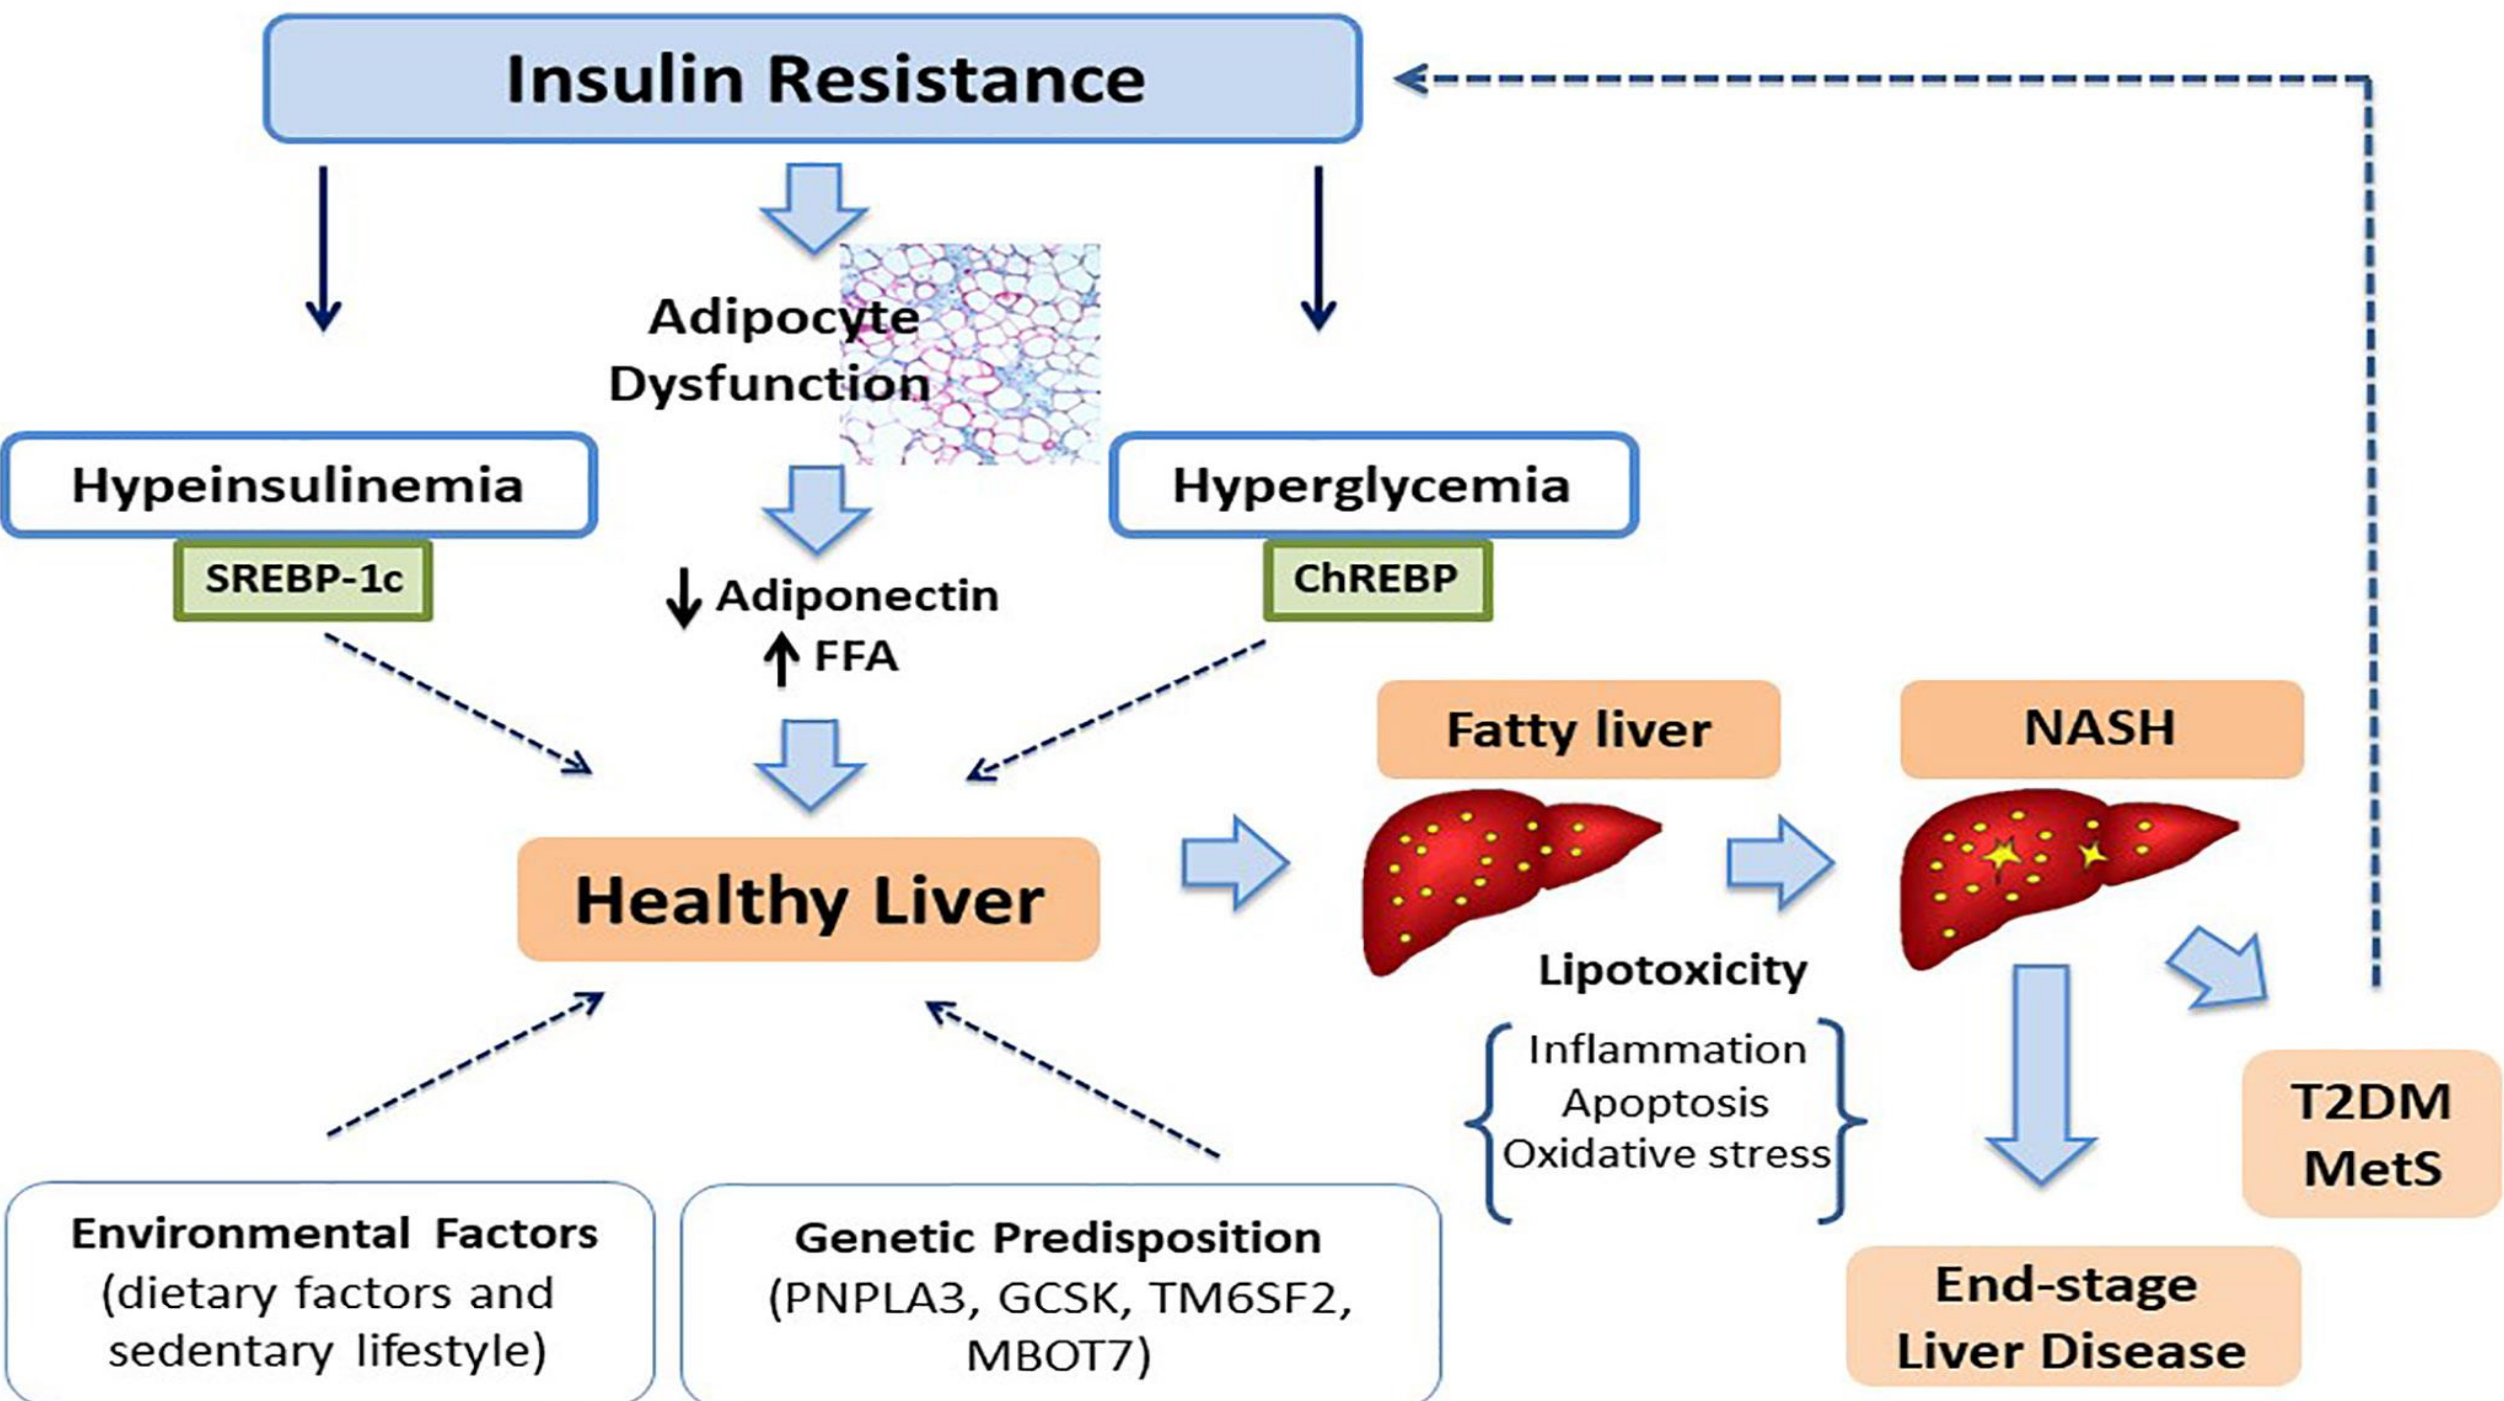 Insulin Resistance
Adipocyte
Dysfunction
Hypeinsulinemia
SREBP-1c
Hyperglycemia
ChREBP
↓ Adiponectin
↑ FFA
Healthy Liver
Fatty liver
NASH
Lipotoxicity
Inflammation
Apoptosis
Oxidative stress
T2DM
MetS
End-stage
Liver Disease
Environmental Factors
(dietary factors and
sedentary lifestyle)
Genetic Predisposition
(PNPLA3, GCSK, TM6SF2,
MBOT7)